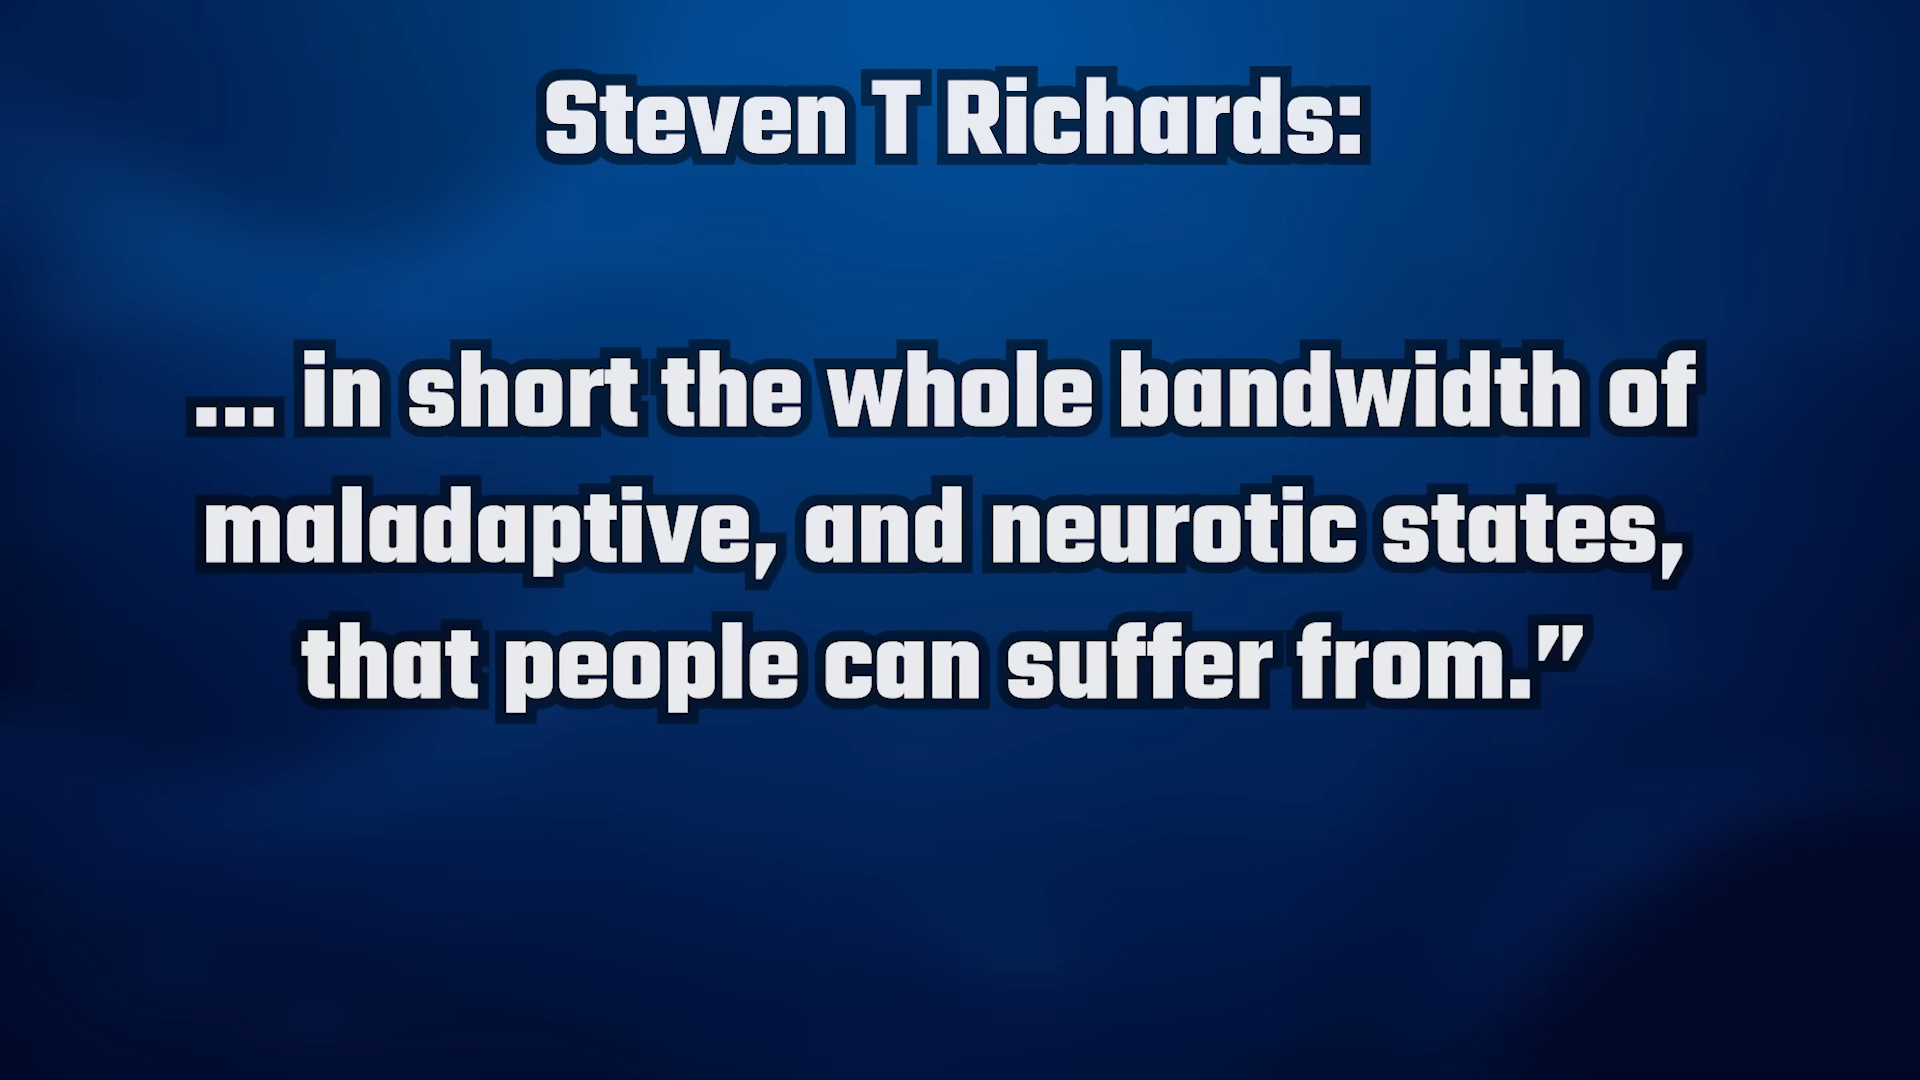 Steven T Richards:
... in short the whole bandwidth of
maladaptive, and neurotic states,
that people can suffer from.”